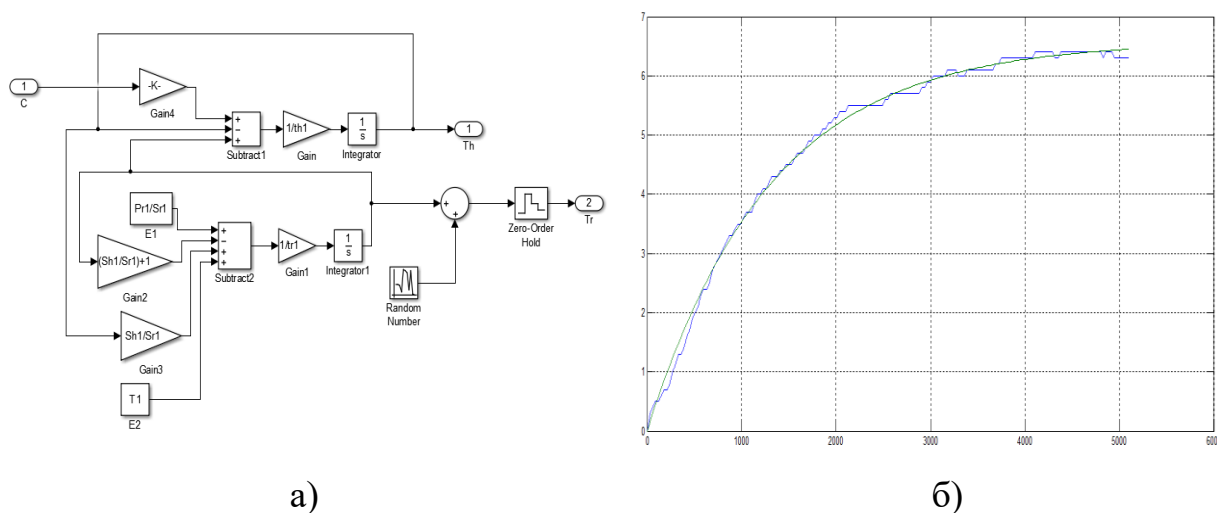 1
C
-K-
Gain4
+
−
+
Subtract1
1/th1
Gain
1
s
Integrator
1
Th
Pr1/Sr1
E1
(Sh1/Sr1)+1
Gain2
+
−
+
+
Subtract2
1/tr1
Gain1
1
s
Integrator1
+
+
Zero-Order
Hold
2
Tr
Random
Number
Sh1/Sr1
Gain3
T1
E2
7
6
5
4
3
2
1
0
0 1000 2000 3000 4000 5000 600
а) б)